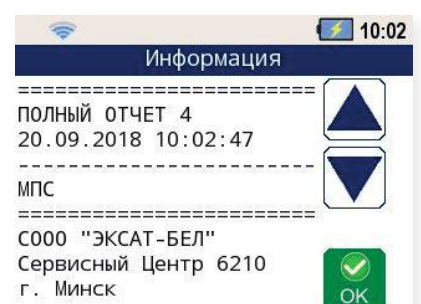 10:02
Информация
========================
ПОЛНЫЙ ОТЧЕТ 4
20.09.2018 10:02:47
------------------------
МПС
========================
СООО "ЭКСАТ-БЕЛ"
Сервисный Центр 6210
г. Минск
OK